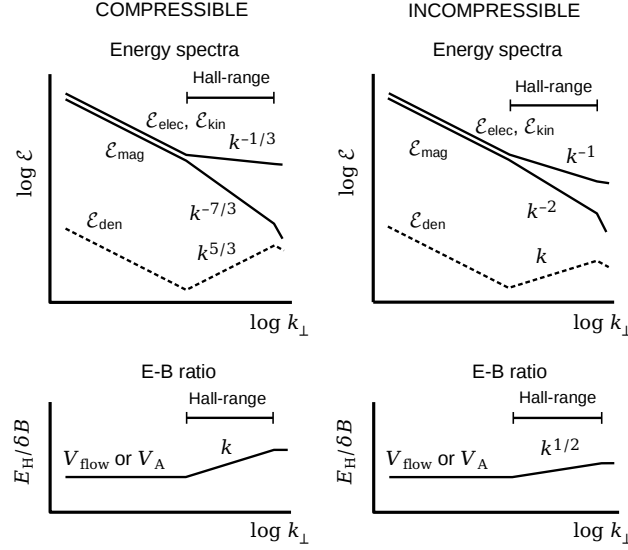 COMPRESSIBLE
Energy spectra
Hall-range
ℰelec, ℰkin
ℰmag
k−1/3
log ℰ
k−7/3
ℰden
k5/3
log k⊥
E-B ratio
Hall-range
EH/δB
Vflow or VA
k
log k⊥
INCOMPRESSIBLE
Energy spectra
Hall-range
ℰelec, ℰkin
ℰmag
k−1
log ℰ
k−2
ℰden
k
log k⊥
E-B ratio
Hall-range
EH/δB
Vflow or VA
k1/2
log k⊥